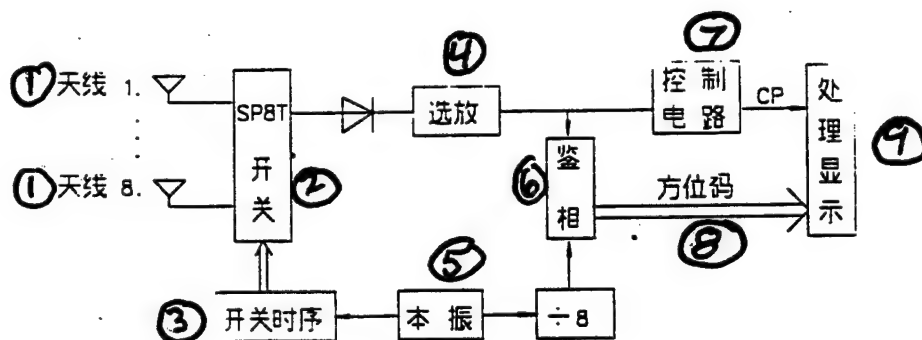 ④
⑦
① 天线 1.
SP8T
开关
②
选放
控制
电路
CP
处理显示
⑨
① 天线 8.
⑥
鉴相
方位码
⑧
⑤
③
开关时序
本振
÷8